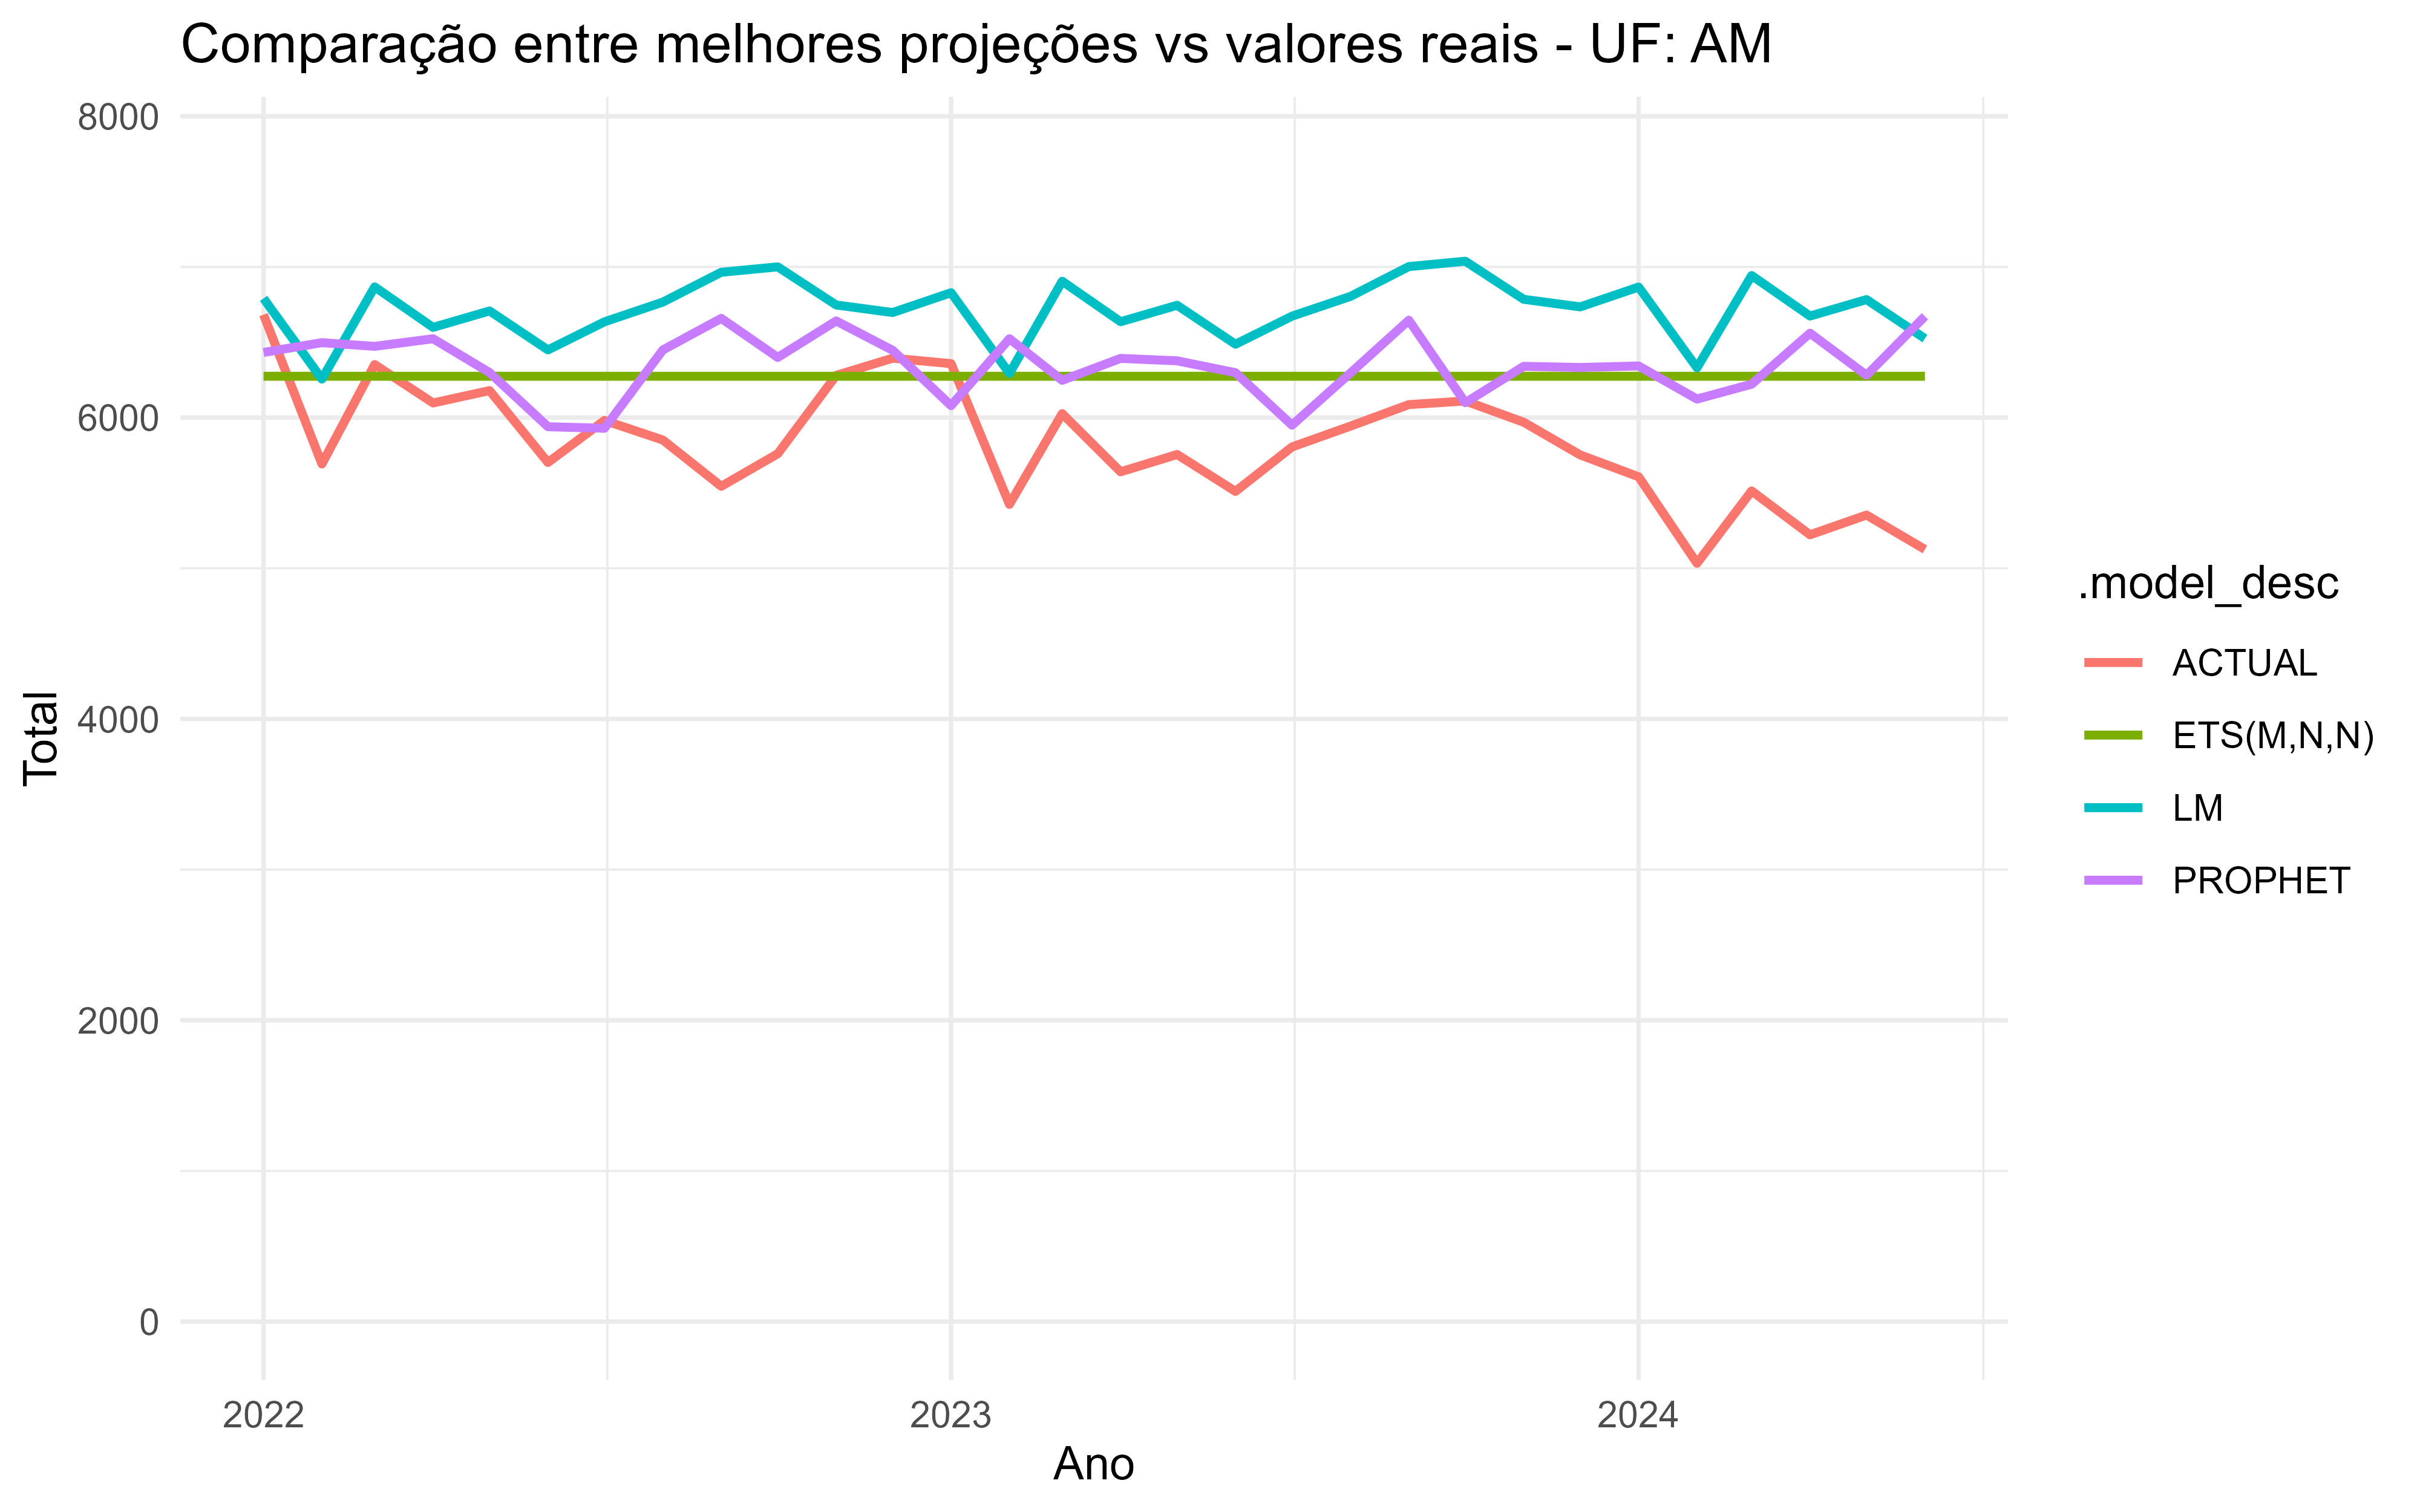 Comparação entre melhores projeções vs valores reais - UF: AM
8000
6000
4000
2000
0
Total
2022
2023
2024
Ano
.model_desc
ACTUAL
ETS(M,N,N)
LM
PROPHET